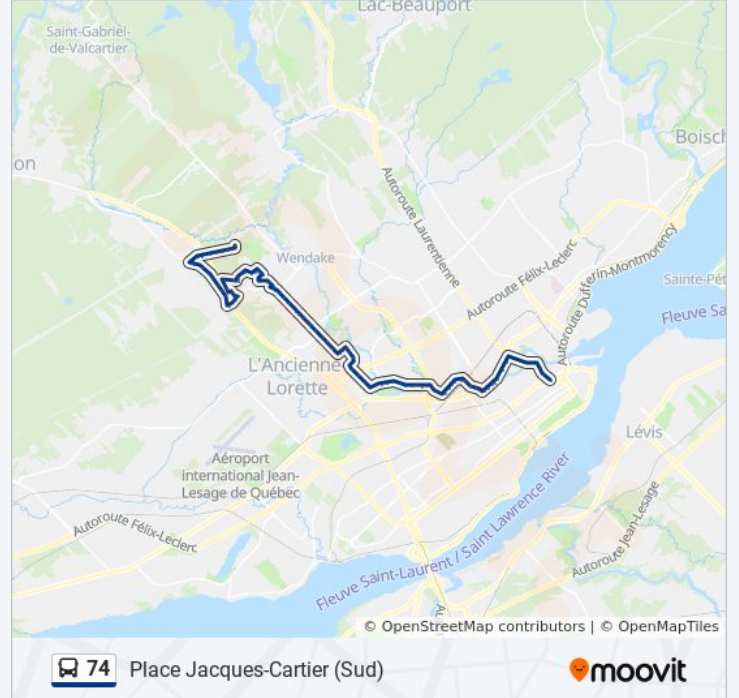 Lac-Beauport
Saint-Gabriel-
de-Valcartier
Boisch
on
Autoroute Laurentienne
Wendake
Autoroute Félix-Leclerc
Autoroute Dufferin-Montmorency
Sainte-Pét
Fleuve Sa
L'Ancienne
Lorette
Lévis
Aéroport
international Jean-
Lesage de Québec
Autoroute Félix-Leclerc
Autoroute Jean-Lesage
Fleuve Saint-Laurent / Saint Lawrence River
Au
© OpenStreetMap contributors | © OpenMapTiles
74 Place Jacques-Cartier (Sud)
moovit